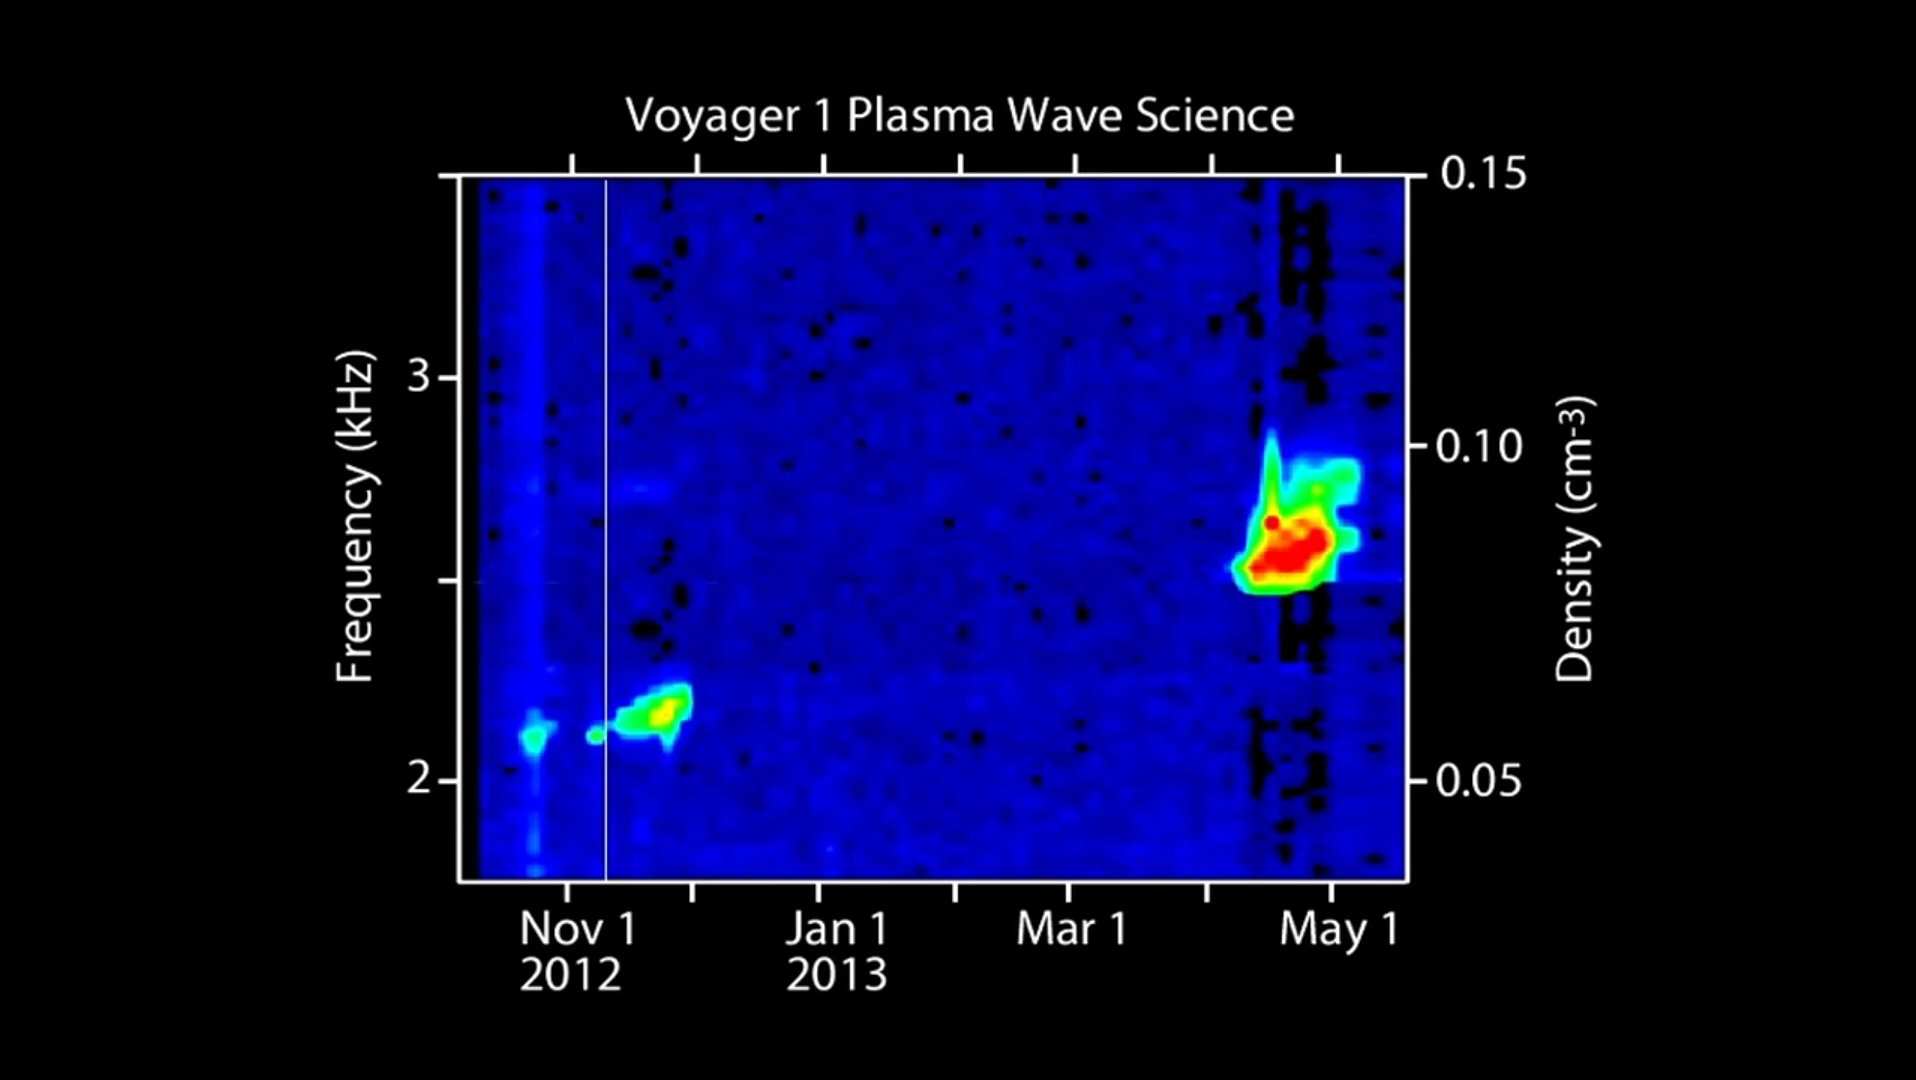 Voyager 1 Plasma Wave Science
0.15
3
0.10
Frequency (kHz)
Density (cm-3)
2
0.05
Nov 1 Jan 1 Mar 1 May 1
2012 2013